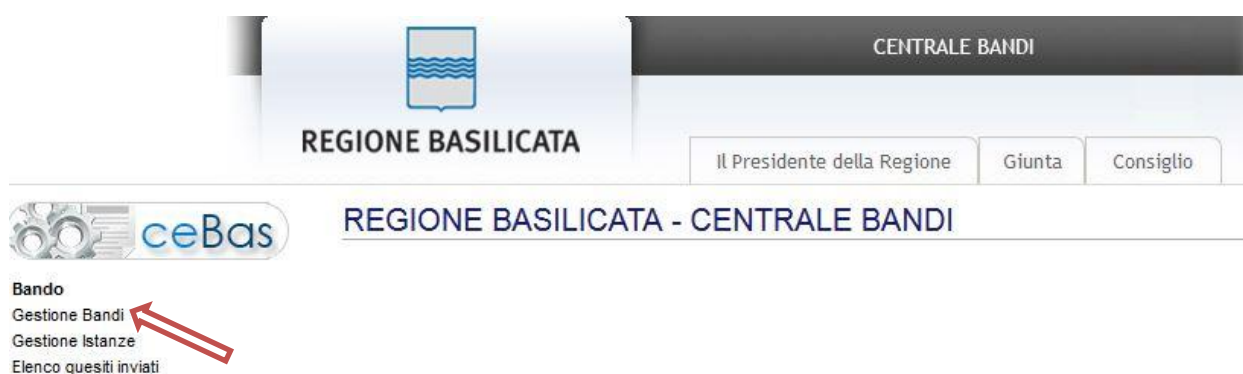 CENTRALE BANDI
REGIONE BASILICATA
Il Presidente della Regione Giunta Consiglio
ceBas REGIONE BASILICATA - CENTRALE BANDI
Bando
Gestione Bandi
Gestione Istanze
Elenco quesiti inviati